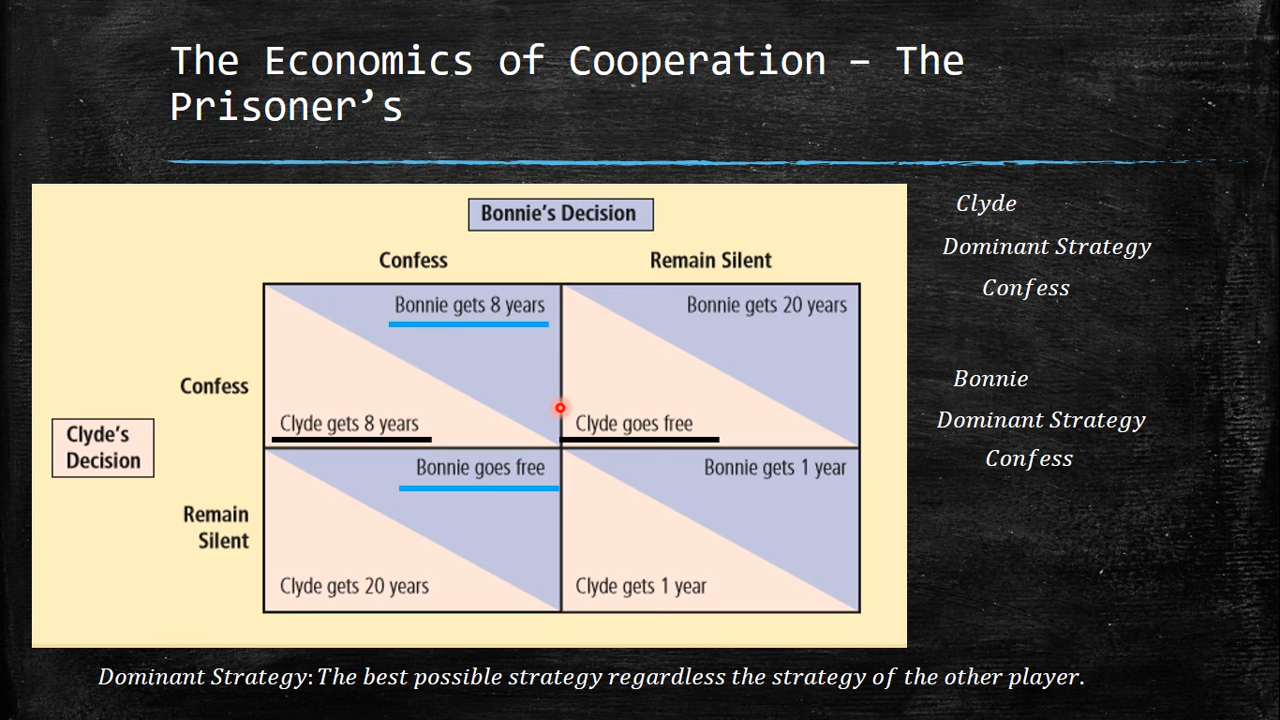 The Economics of Cooperation – The
Prisoner’s
Bonnie's Decision
Confess
Remain Silent
Bonnie gets 8 years
Bonnie gets 20 years
Confess
Clyde gets 8 years
Clyde goes free
Clyde's
Decision
Bonnie goes free
Bonnie gets 1 year
Remain
Silent
Clyde gets 20 years
Clyde gets 1 year
Clyde
Dominant Strategy
Confess
Bonnie
Dominant Strategy
Confess
Dominant Strategy: The best possible strategy regardless the strategy of the other player.